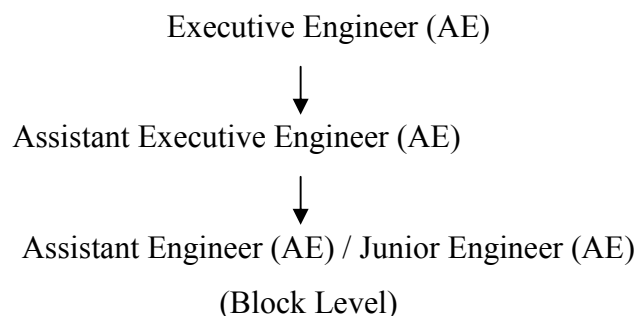 Executive Engineer (AE)
Assistant Executive Engineer (AE)
Assistant Engineer (AE) / Junior Engineer (AE)
(Block Level)